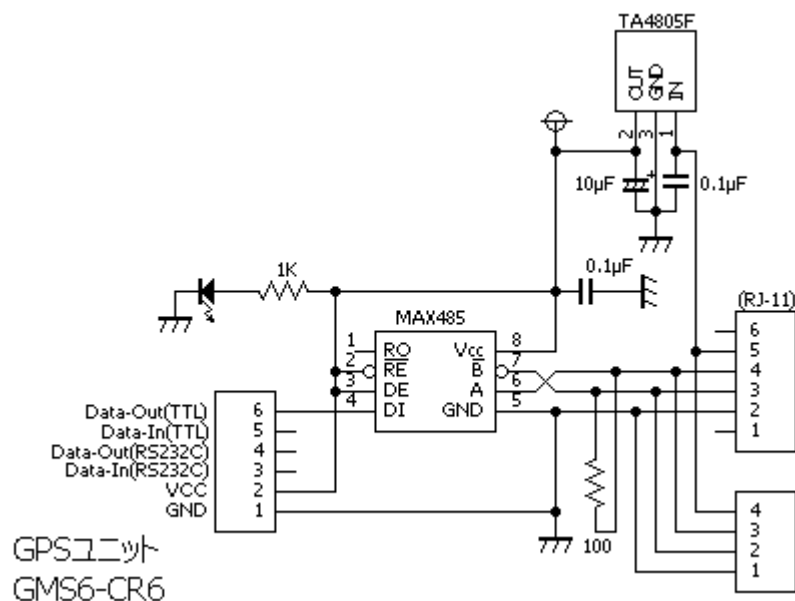 TA4805F
OUT
GND
IN
2
3
1
10µF
+
0.1µF
1K
0.1µF
MAX485
(RJ-11)
1 RO Vcc 8
2 RE B 7
3 DE A 6
4 DI GND 5
6
5
4
3
2
1
Data-Out(TTL) 6
Data-In(TTL) 5
Data-Out(RS232C) 4
Data-In(RS232C) 3
VCC 2
GND 1
100
4
3
2
1
GPSユニット
GMS6-CR6